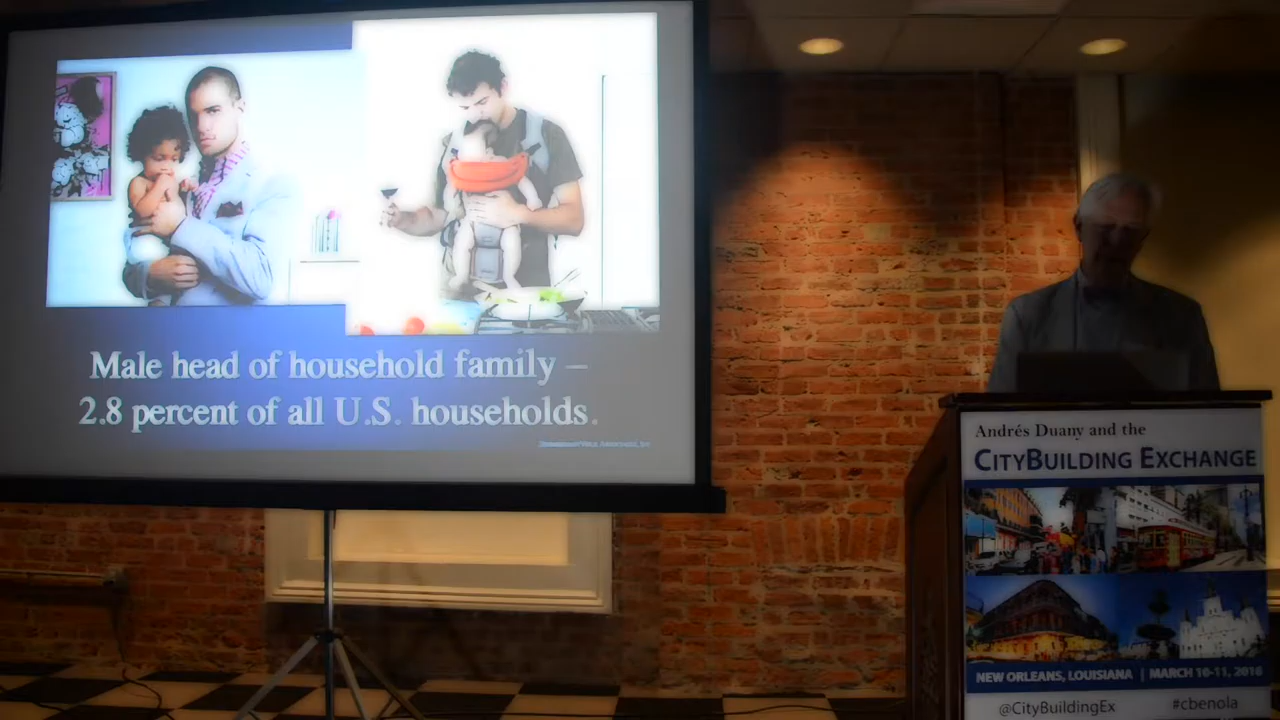 Male head of household family –
2.8 percent of all U.S. households.
Andrés Duany and the
CITYBUILDING EXCHANGE
NEW ORLEANS, LOUISIANA | MARCH 10-11, 2016
@CityBuildingEx #cbenola